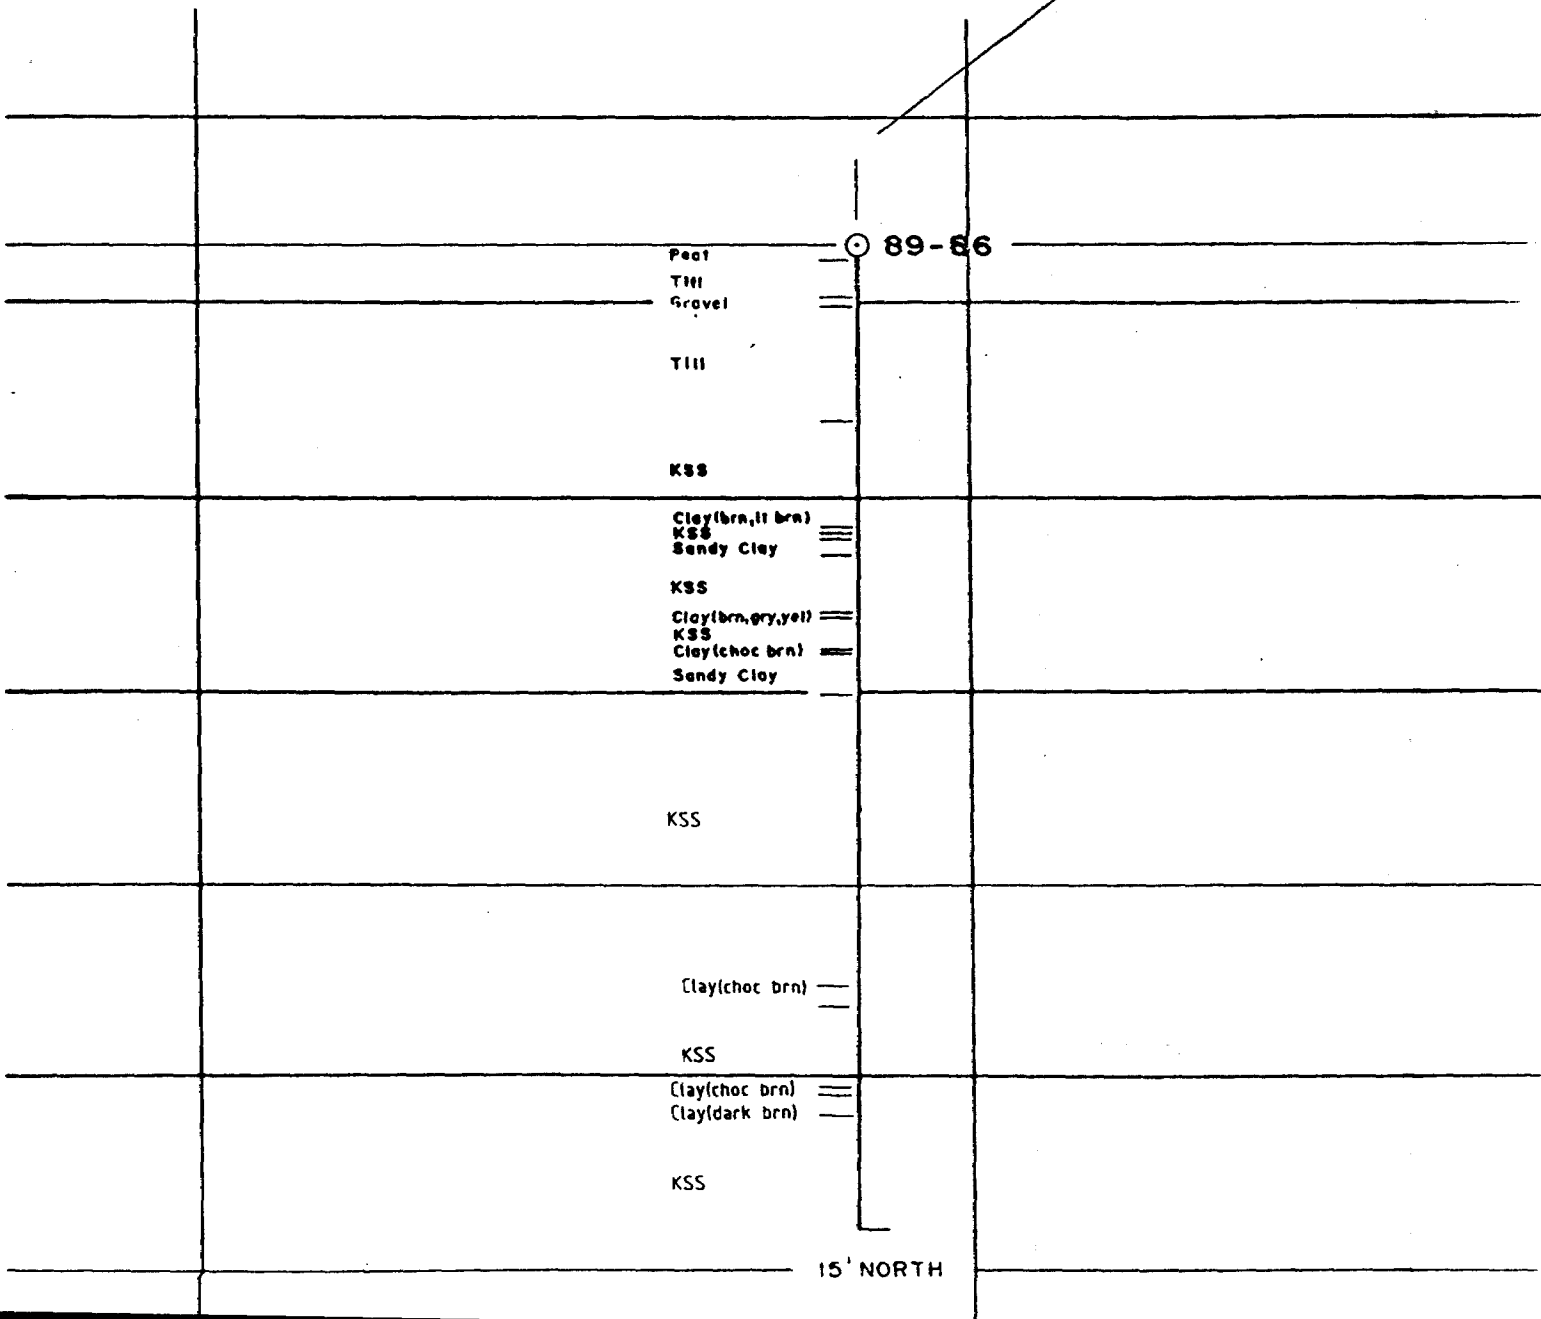 89-86
Peat
Till
Gravel
Till
KSS
Clay(brn,lt brn)
KSS
Sandy Clay
KSS
Clay(brn,gry,yel)
KSS
Clay(choc brn)
Sandy Clay
KSS
Clay(choc brn)
KSS
Clay(choc brn)
Clay(dark brn)
KSS
15' NORTH